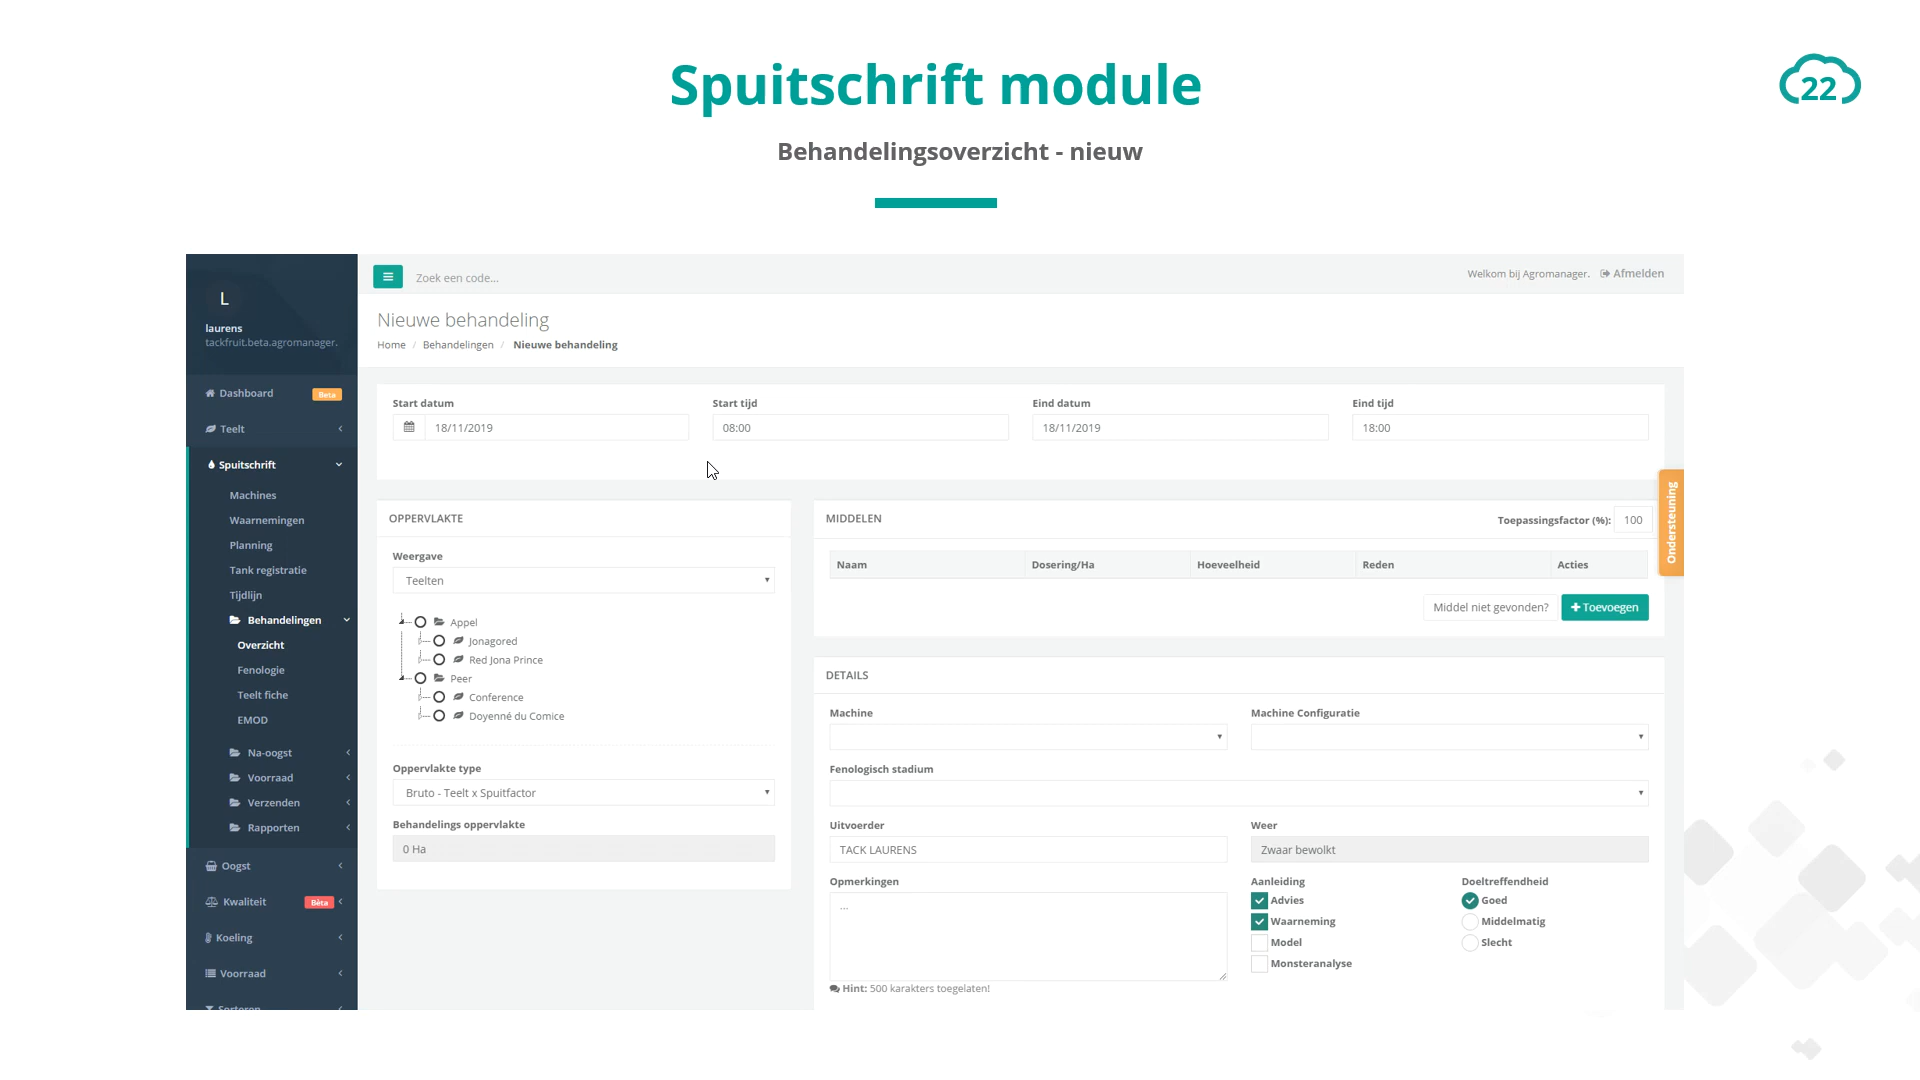 Spuitschrift module
22
Behandelingsoverzicht - nieuw
L
laurens
tackfruit.beta.agromanager.
Dashboard Beta
Teelt
Spuitschrift
Machines
Waarnemingen
Planning
Tank registratie
Tijdlijn
Behandelingen
Overzicht
Fenologie
Teelt fiche
EMOD
Na-oogst
Voorraad
Verzenden
Rapporten
Oogst
Kwaliteit Bèta
Koeling
Voorraad
Sorteren
Zoek een code...
Welkom bij Agromanager. Afmelden
Nieuwe behandeling
Home / Behandelingen / Nieuwe behandeling
Start datum Start tijd Eind datum Eind tijd
18/11/2019 08:00 18/11/2019 18:00
OPPERVLAKTE
Weergave
Teelten
Appel
Jonagored
Red Jona Prince
Peer
Conference
Doyenné du Comice
Oppervlakte type
Bruto - Teelt x Spuitfactor
Behandelings oppervlakte
0 Ha
MIDDELEN
Toepassingsfactor (%): 100
Naam Dosering/Ha Hoeveelheid Reden Acties
Middel niet gevonden? Toevoegen
Ondersteuning
DETAILS
Machine Machine Configuratie
Fenologisch stadium
Uitvoerder Weer
TACK LAURENS Zwaar bewolkt
Opmerkingen
...
Hint: 500 karakters toegelaten!
Aanleiding
Advies
Waarneming
Model
Monsteranalyse
Doeltreffendheid
Goed
Middelmatig
Slecht